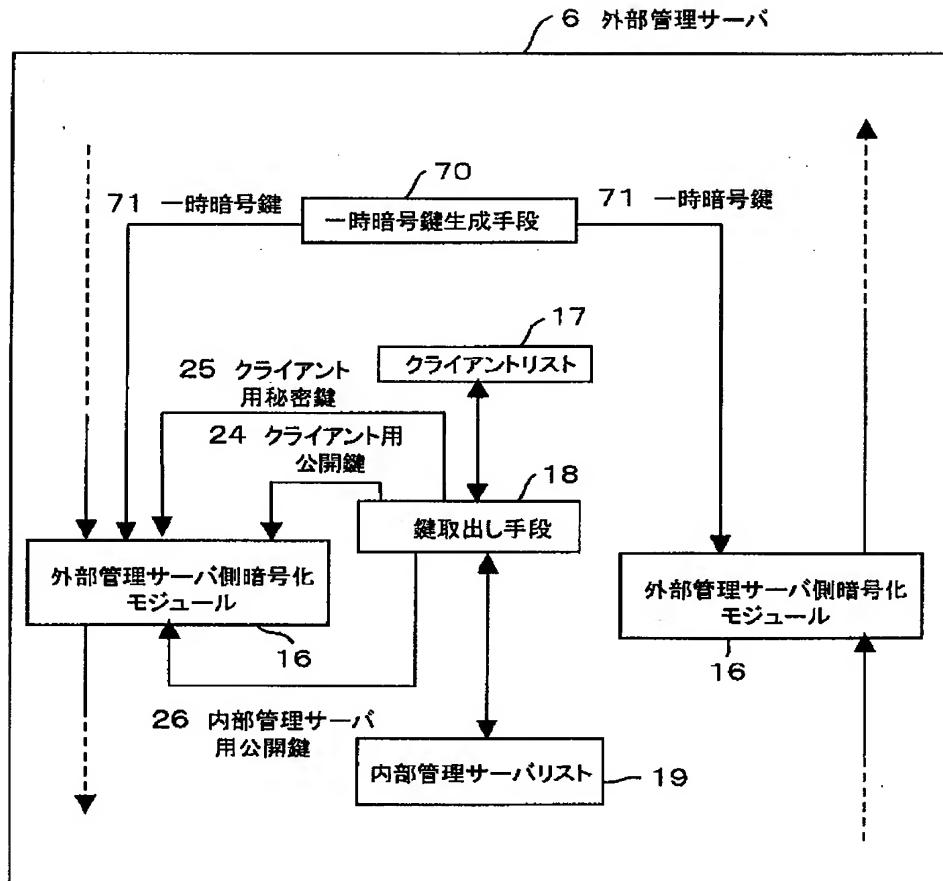 6 外部管理サーバ
70
71 一時暗号鍵
一時暗号鍵生成手段
71 一時暗号鍵
17
クライアントリスト
25 クライアント
用秘密鍵
24 クライアント用
公開鍵
18
鍵取出し手段
外部管理サーバ側暗号化
モジュール
16
外部管理サーバ側暗号化
モジュール
16
26 内部管理サーバ
用公開鍵
内部管理サーバリスト
19